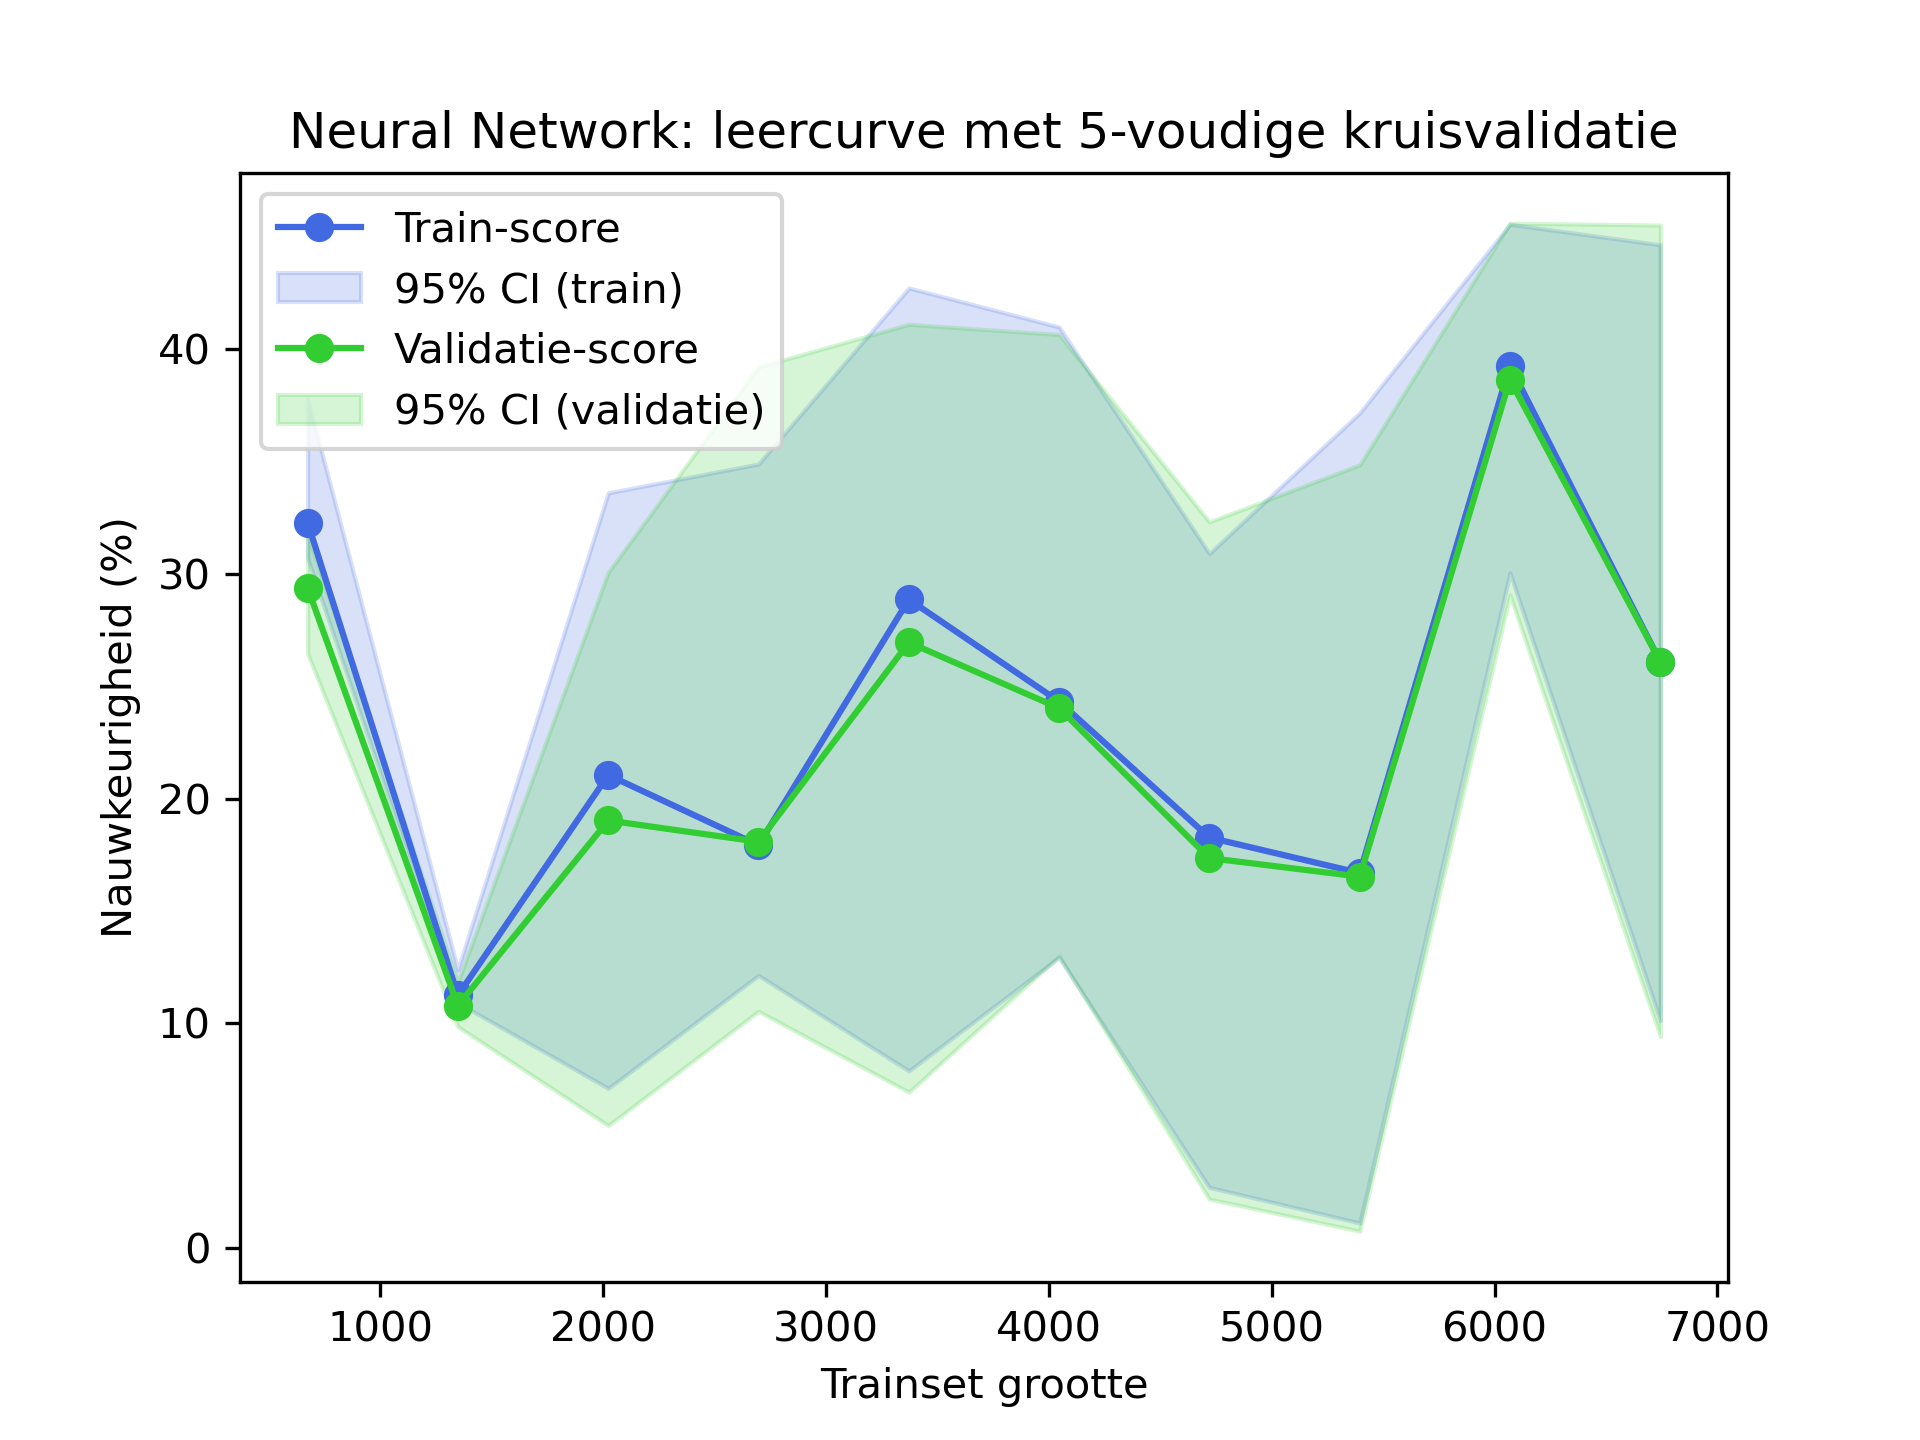 Neural Network: leercurve met 5-voudige kruisvalidatie
Train-score
95% CI (train)
Validatie-score
95% CI (validatie)
Nauwkeurigheid (%)
40
30
20
10
0
1000 2000 3000 4000 5000 6000 7000
Trainset grootte